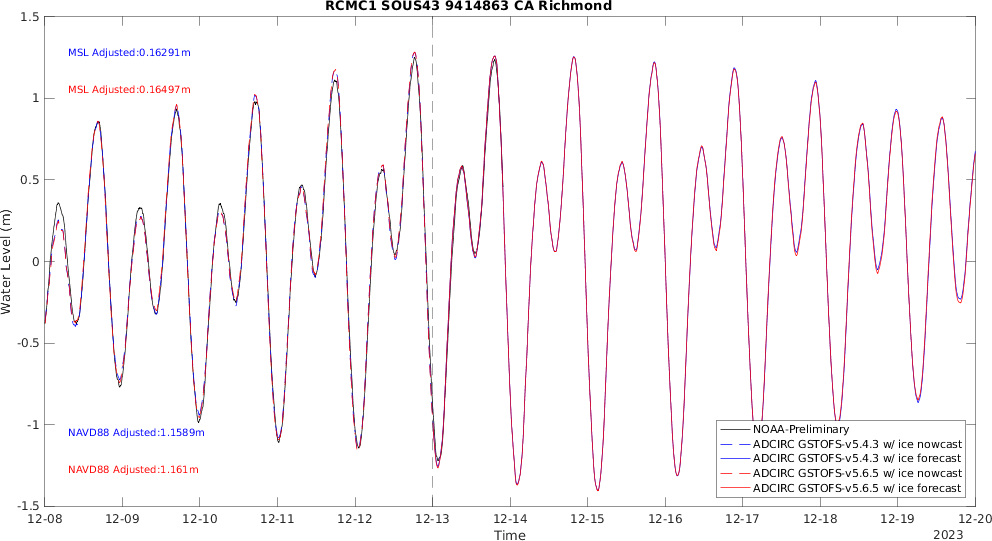 RCMC1 SOUS43 9414863 CA Richmond
1.5
MSL Adjusted:0.16291m
1
MSL Adjusted:0.16497m
0.5
Water Level (m)
0
-0.5
-1
NAVD88 Adjusted:1.1589m
NAVD88 Adjusted:1.161m
-1.5
NOAA-Preliminary
ADCIRC GSTOFS-v5.4.3 w/ ice nowcast
ADCIRC GSTOFS-v5.4.3 w/ ice forecast
ADCIRC GSTOFS-v5.6.5 w/ ice nowcast
ADCIRC GSTOFS-v5.6.5 w/ ice forecast
12-08 12-09 12-10 12-11 12-12 12-13 12-14 12-15 12-16 12-17 12-18 12-19 12-20
Time
2023